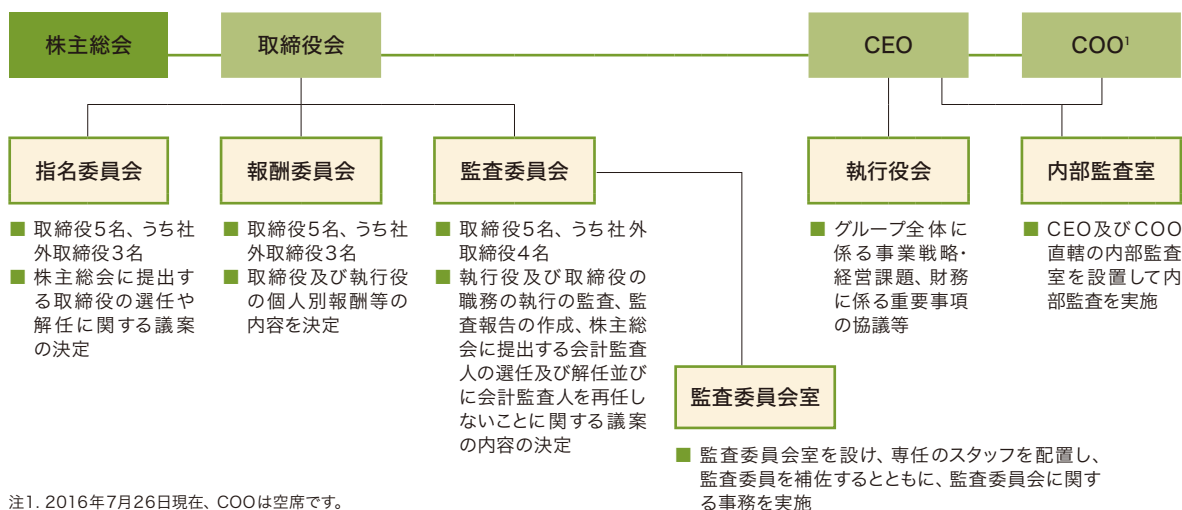 株主総会
取締役会
CEO
COO¹
指名委員会
■ 取締役5名、うち社
外取締役3名
■ 株主総会に提出す
る取締役の選任や
解任に関する議案
の決定
報酬委員会
■ 取締役5名、うち社
外取締役3名
■ 取締役及び執行役
の個人別報酬等の
内容を決定
監査委員会
■ 取締役5名、うち社外
取締役4名
■ 執行役及び取締役の
職務の執行の監査、監
査報告の作成、株主総
会に提出する会計監査
人の選任及び解任並び
に会計監査人を再任し
ないことに関する議案
の内容の決定
監査委員会室
■ 監査委員会室を設け、専任のスタッフを配置し、
監査委員を補佐するとともに、監査委員会に関す
る事務を実施
執行役会
■ グループ全体に
係る事業戦略・
経営課題、財務
に係る重要事項
の協議等
内部監査室
■ CEO及びCOO
直轄の内部監査
室を設置して内
部監査を実施
注1. 2016年7月26日現在、COOは空席です。